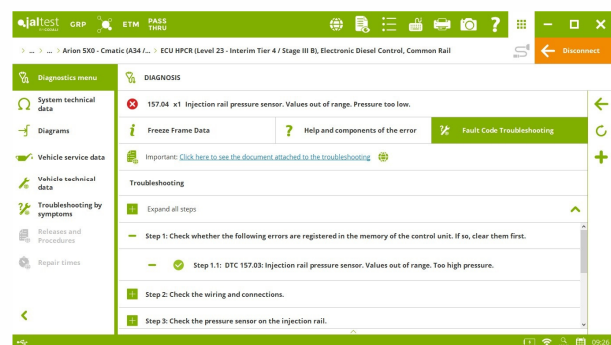 jaltest
GRP
ETM
PASS THRU
> ... > ... > Arion 5X0 - Cmatic (A34 /... > ECU HPCR (Level 23 - Interim Tier 4 / Stage III B), Electronic Diesel Control, Common Rail
Disconnect
Diagnostics menu
DIAGNOSIS
System technical data
157.04 x1 Injection rail pressure sensor. Values out of range. Pressure too low.
Diagrams
Freeze Frame Data
Help and components of the error
Fault Code Troubleshooting
Vehicle service data
Important: Click here to see the document attached to the troubleshooting
Vehicle technical data
Troubleshooting
Troubleshooting by symptoms
Expand all steps
Releases and Procedures
Step 1: Check whether the following errors are registered in the memory of the control unit. If so, clear them first.
Repair times
Step 1.1: DTC 157.03: Injection rail pressure sensor. Values out of range. Too high pressure.
Step 2: Check the wiring and connections.
Step 3: Check the pressure sensor on the injection rail.
09:26